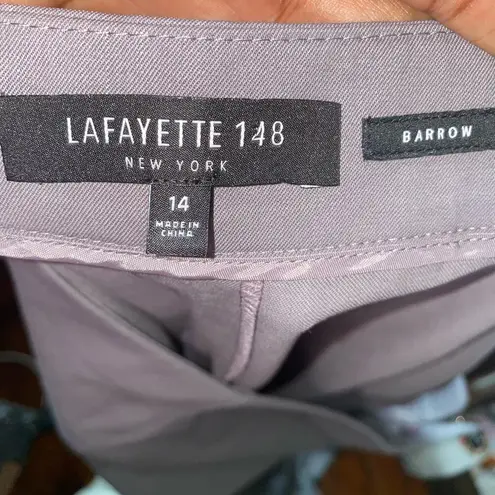 LAFAYETTE 148
NEW YORK
BARROW
14
MADE IN
CHINA